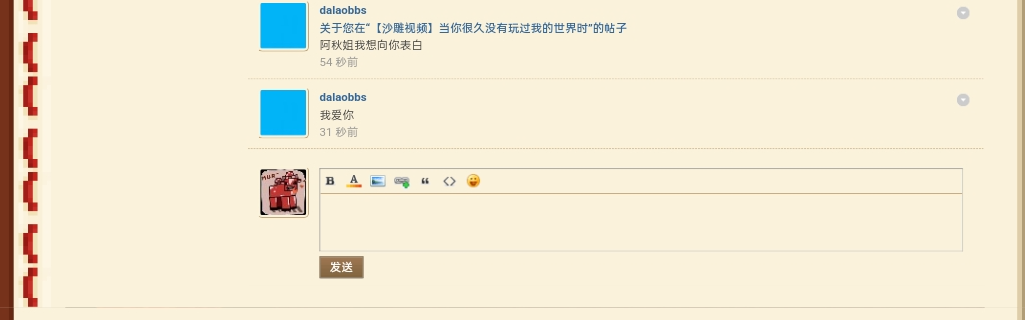 dalaobbs
关于您在“【沙雕视频】当你很久没有玩过我的世界时”的帖子
阿秋姐我想向你表白
54 秒前
dalaobbs
我爱你
31 秒前
B A “ <>
发送